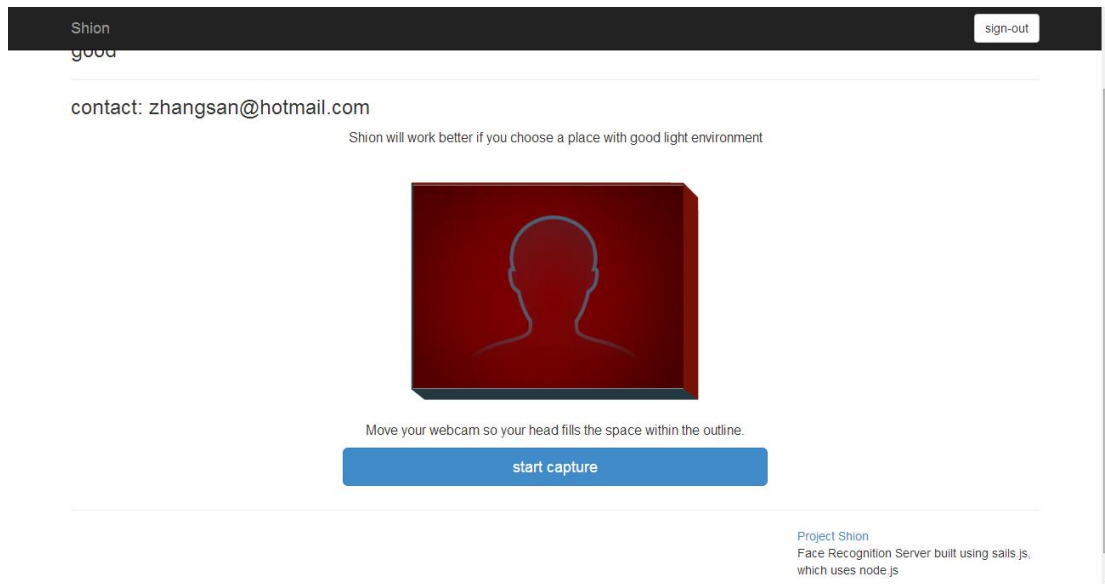 Shion
sign-out
good
contact: zhangsan@hotmail.com
Shion will work better if you choose a place with good light environment
Move your webcam so your head fills the space within the outline.
start capture
Project Shion
Face Recognition Server built using sails.js,
which uses node.js